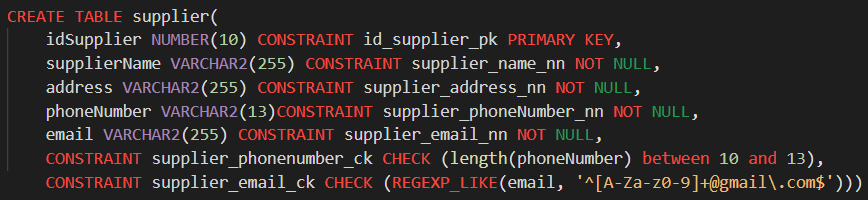 CREATE TABLE supplier(
    idSupplier NUMBER(10) CONSTRAINT id_supplier_pk PRIMARY KEY,
    supplierName VARCHAR2(255) CONSTRAINT supplier_name_nn NOT NULL,
    address VARCHAR2(255) CONSTRAINT supplier_address_nn NOT NULL,
    phoneNumber VARCHAR2(13)CONSTRAINT supplier_phoneNumber_nn NOT NULL,
    email VARCHAR2(255) CONSTRAINT supplier_email_nn NOT NULL,
    CONSTRAINT supplier_phonenumber_ck CHECK (length(phoneNumber) between 10 and 13),
    CONSTRAINT supplier_email_ck CHECK (REGEXP_LIKE(email, '^[A-Za-z0-9]+@gmail\.com$')))